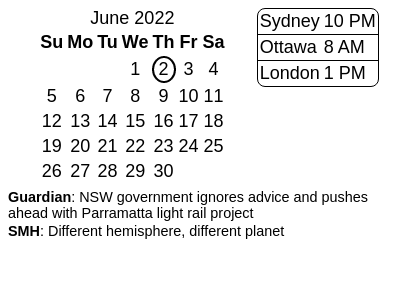 June 2022
Su Mo Tu We Th Fr Sa
1 2 3 4
5 6 7 8 9 10 11
12 13 14 15 16 17 18
19 20 21 22 23 24 25
26 27 28 29 30
Sydney 10 PM
Ottawa 8 AM
London 1 PM
Guardian: NSW government ignores advice and pushes
ahead with Parramatta light rail project
SMH: Different hemisphere, different planet